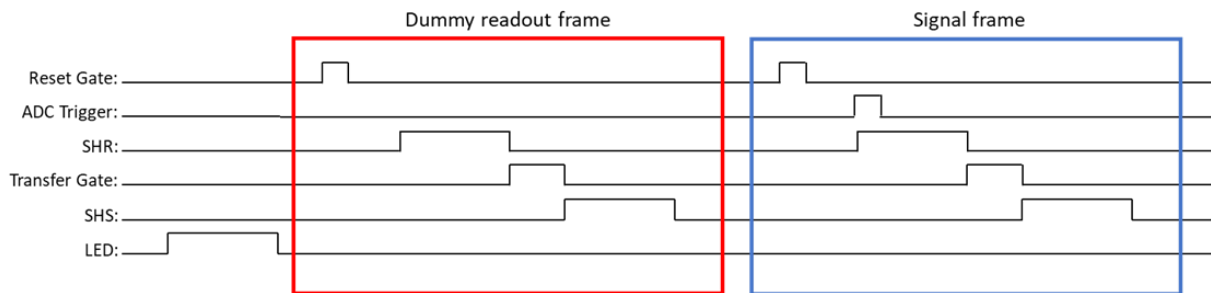 Dummy readout frame
Signal frame
Reset Gate:
ADC Trigger:
SHR:
Transfer Gate:
SHS:
LED: